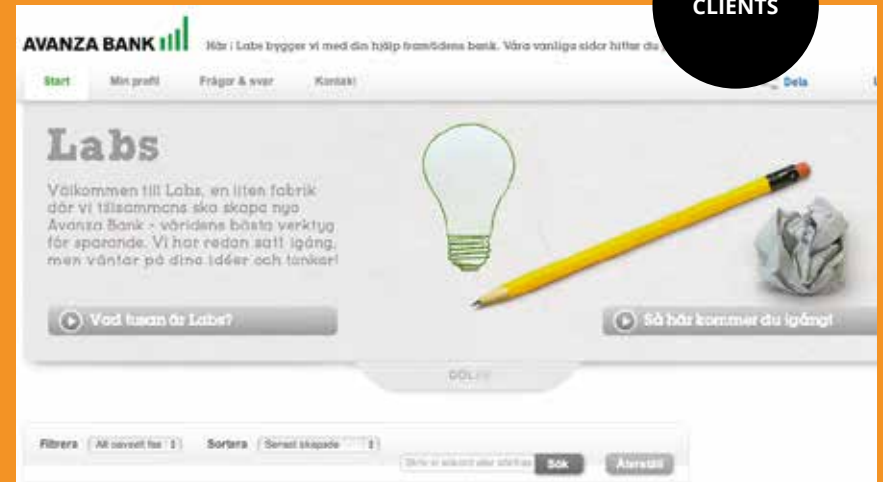 CLIENTS
AVANZA BANK
Här i Labs bygger vi med din hjälp framtidens bank. Våra vanliga sidor hittar du
Start Min profil Frågor & svar Kontakt Dela
Labs
Välkommen till Labs, en liten fabrik
där vi tillsammans ska skapa nya
Avanza Bank - världens bästa verktyg
för sparande. Vi har redan satt igång,
men väntar på dina idéer och tankar!
Vad tusan är Labs?
Så här kommer du igång!
DÖLJ
Filtrera Sortera Senast skapade
Sök Återställ